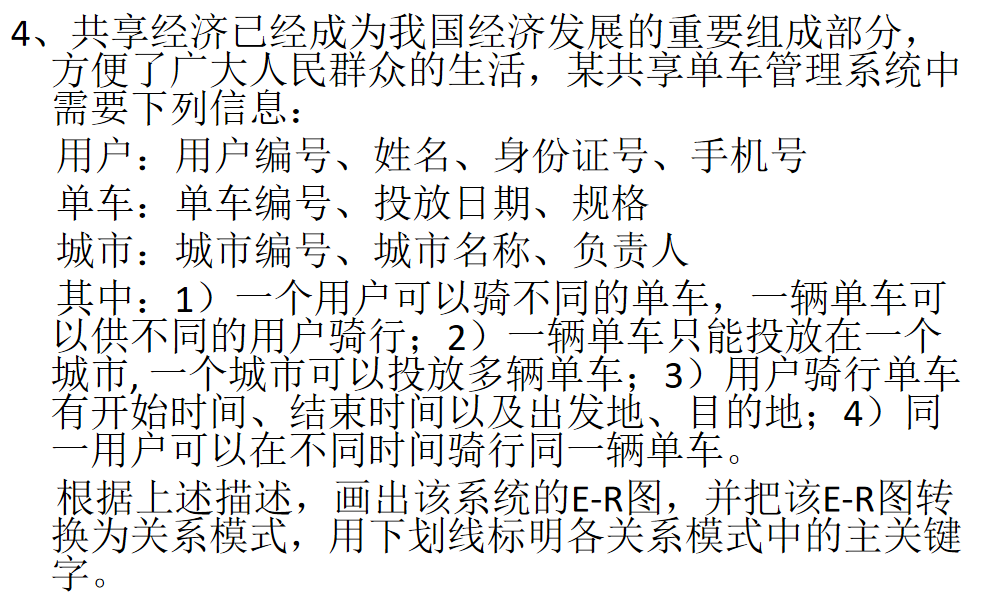 4、共享经济已经成为我国经济发展的重要组成部分，
方便了广大人民群众的生活，某共享单车管理系统中
需要下列信息：
用户：用户编号、姓名、身份证号、手机号
单车：单车编号、投放日期、规格
城市：城市编号、城市名称、负责人
其中：1）一个用户可以骑不同的单车，一辆单车可
以供不同的用户骑行；2）一辆单车只能投放在一个
城市,一个城市可以投放多辆单车；3）用户骑行单车
有开始时间、结束时间以及出发地、目的地；4）同
一用户可以在不同时间骑行同一辆单车。
根据上述描述，画出该系统的E-R图，并把该E-R图转
换为关系模式，用下划线标明各关系模式中的主关键
字。